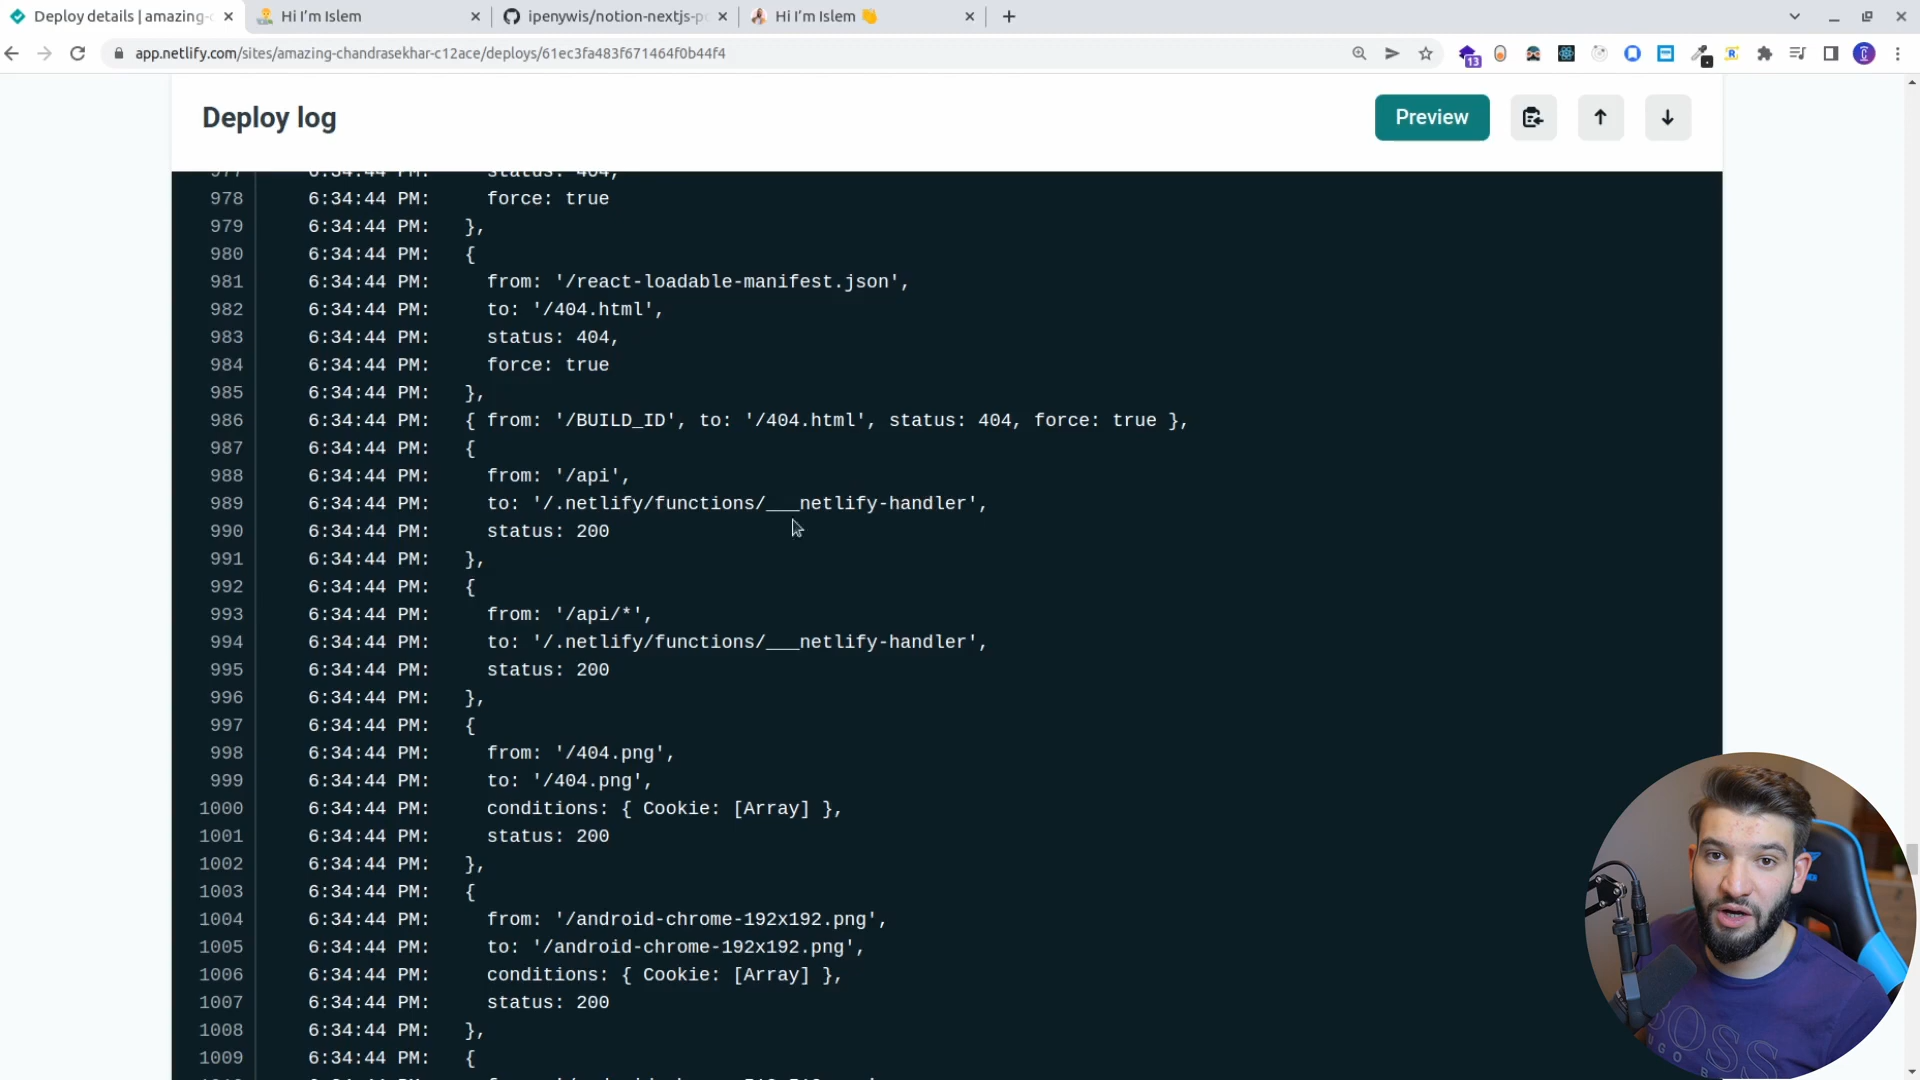 Deploy details | amazing-
Hi I'm Islem
ipenywis/notion-nextjs-po
Hi I'm Islem 👋
app.netlify.com/sites/amazing-chandrasekhar-c12ace/deploys/61ec3fa483f671464f0b44f4
13
Deploy log
Preview
977 6:34:44 PM: status: 404,
978 6:34:44 PM: force: true
979 6:34:44 PM: },
980 6:34:44 PM: {
981 6:34:44 PM: from: '/react-loadable-manifest.json',
982 6:34:44 PM: to: '/404.html',
983 6:34:44 PM: status: 404,
984 6:34:44 PM: force: true
985 6:34:44 PM: },
986 6:34:44 PM: { from: '/BUILD_ID', to: '/404.html', status: 404, force: true },
987 6:34:44 PM: {
988 6:34:44 PM: from: '/api',
989 6:34:44 PM: to: '/.netlify/functions/___netlify-handler',
990 6:34:44 PM: status: 200
991 6:34:44 PM: },
992 6:34:44 PM: {
993 6:34:44 PM: from: '/api/*',
994 6:34:44 PM: to: '/.netlify/functions/___netlify-handler',
995 6:34:44 PM: status: 200
996 6:34:44 PM: },
997 6:34:44 PM: {
998 6:34:44 PM: from: '/404.png',
999 6:34:44 PM: to: '/404.png',
1000 6:34:44 PM: conditions: { Cookie: [Array] },
1001 6:34:44 PM: status: 200
1002 6:34:44 PM: },
1003 6:34:44 PM: {
1004 6:34:44 PM: from: '/android-chrome-192x192.png',
1005 6:34:44 PM: to: '/android-chrome-192x192.png',
1006 6:34:44 PM: conditions: { Cookie: [Array] },
1007 6:34:44 PM: status: 200
1008 6:34:44 PM: },
1009 6:34:44 PM: {
BOSS